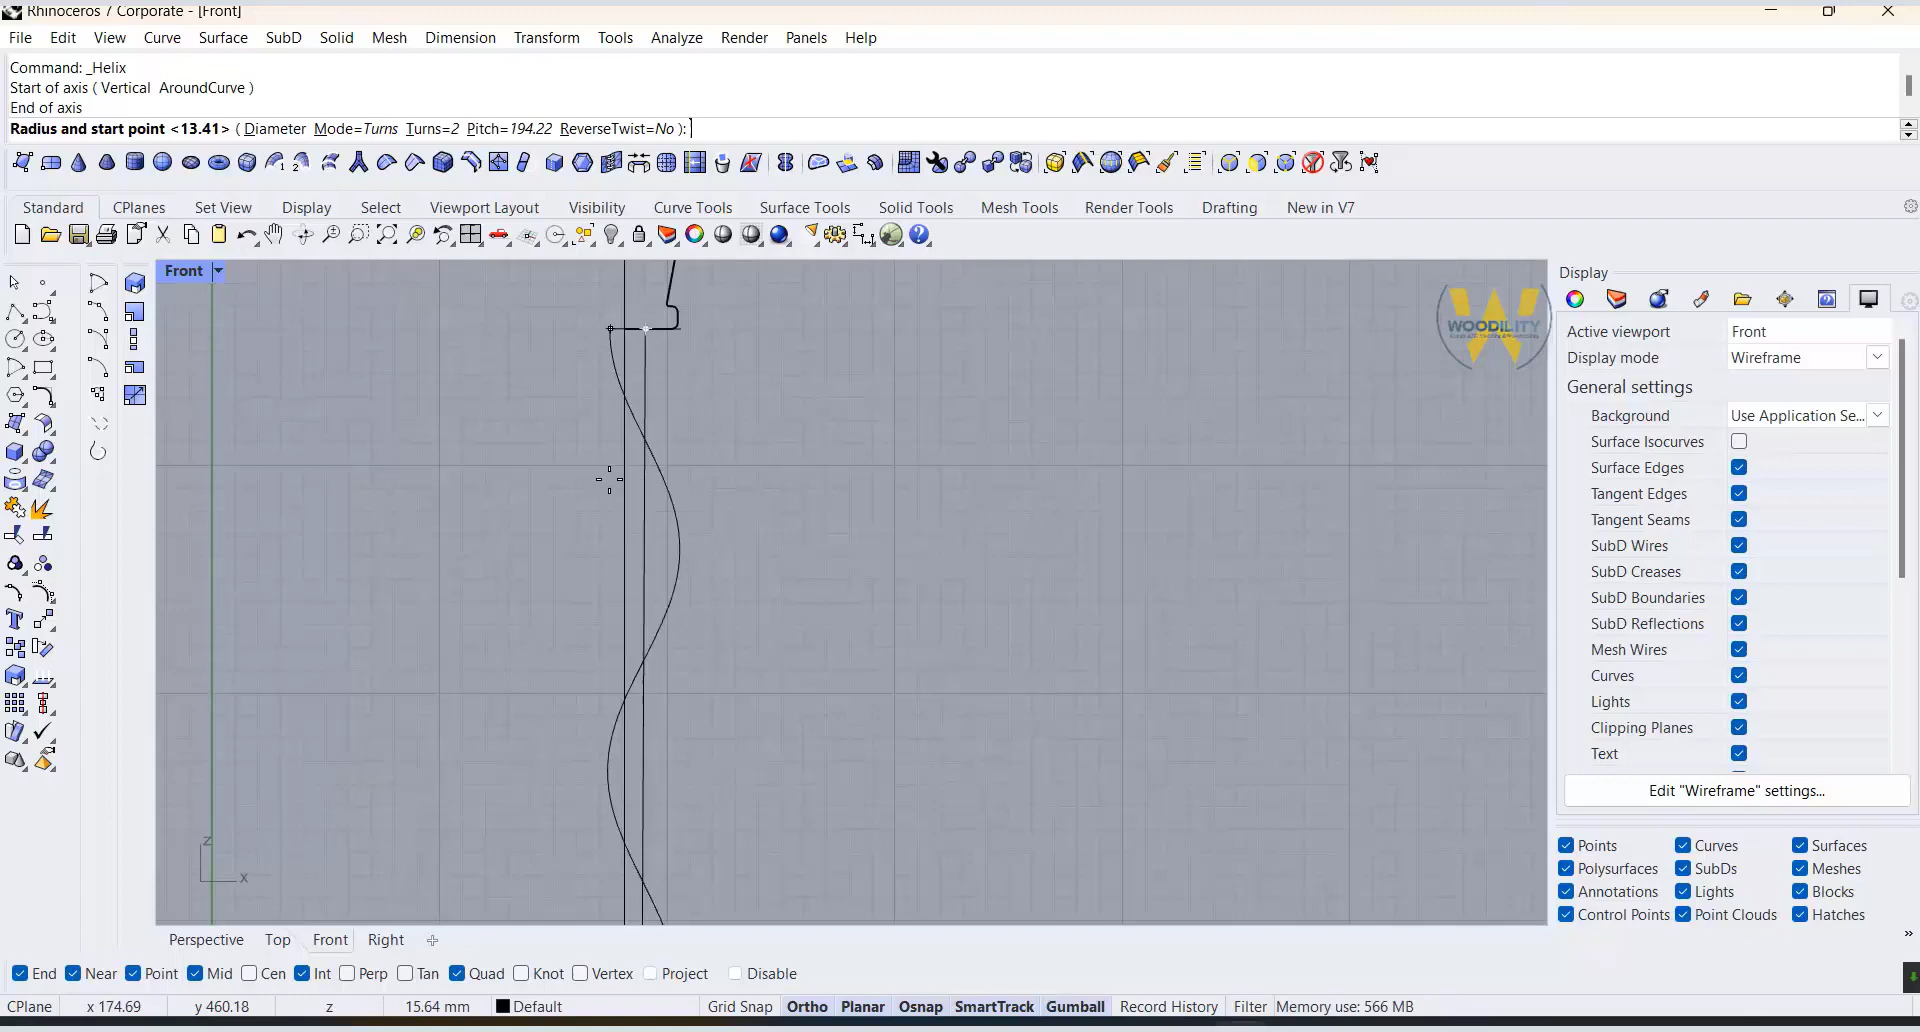 Rhinoceros 7 Corporate - [Front]
File Edit View Curve Surface SubD Solid Mesh Dimension Transform Tools Analyze Render Panels Help
Command: _Helix
Start of axis ( Vertical AroundCurve )
End of axis
Radius and start point <13.41> ( Diameter Mode=Turns Turns=2 Pitch=194.22 ReverseTwist=No ):
Standard CPlanes Set View Display Select Viewport Layout Visibility Curve Tools Surface Tools Solid Tools Mesh Tools Render Tools Drafting New in V7
Front
Display
WOODILITY
Active viewport Front
Display mode Wireframe
General settings
Background Use Application Se...
Surface Isocurves
Surface Edges
Tangent Edges
Tangent Seams
SubD Wires
SubD Creases
SubD Boundaries
SubD Reflections
Mesh Wires
Curves
Lights
Clipping Planes
Text
Edit "Wireframe" settings...
z
x
Points Curves Surfaces
Polysurfaces SubDs Meshes
Annotations Lights Blocks
Control Points Point Clouds Hatches
Perspective Top Front Right
End Near Point Mid Cen Int Perp Tan Quad Knot Vertex Project Disable
CPlane x 174.69 y 460.18 z 15.64 mm Default Grid Snap Ortho Planar Osnap SmartTrack Gumball Record History Filter Memory use: 566 MB